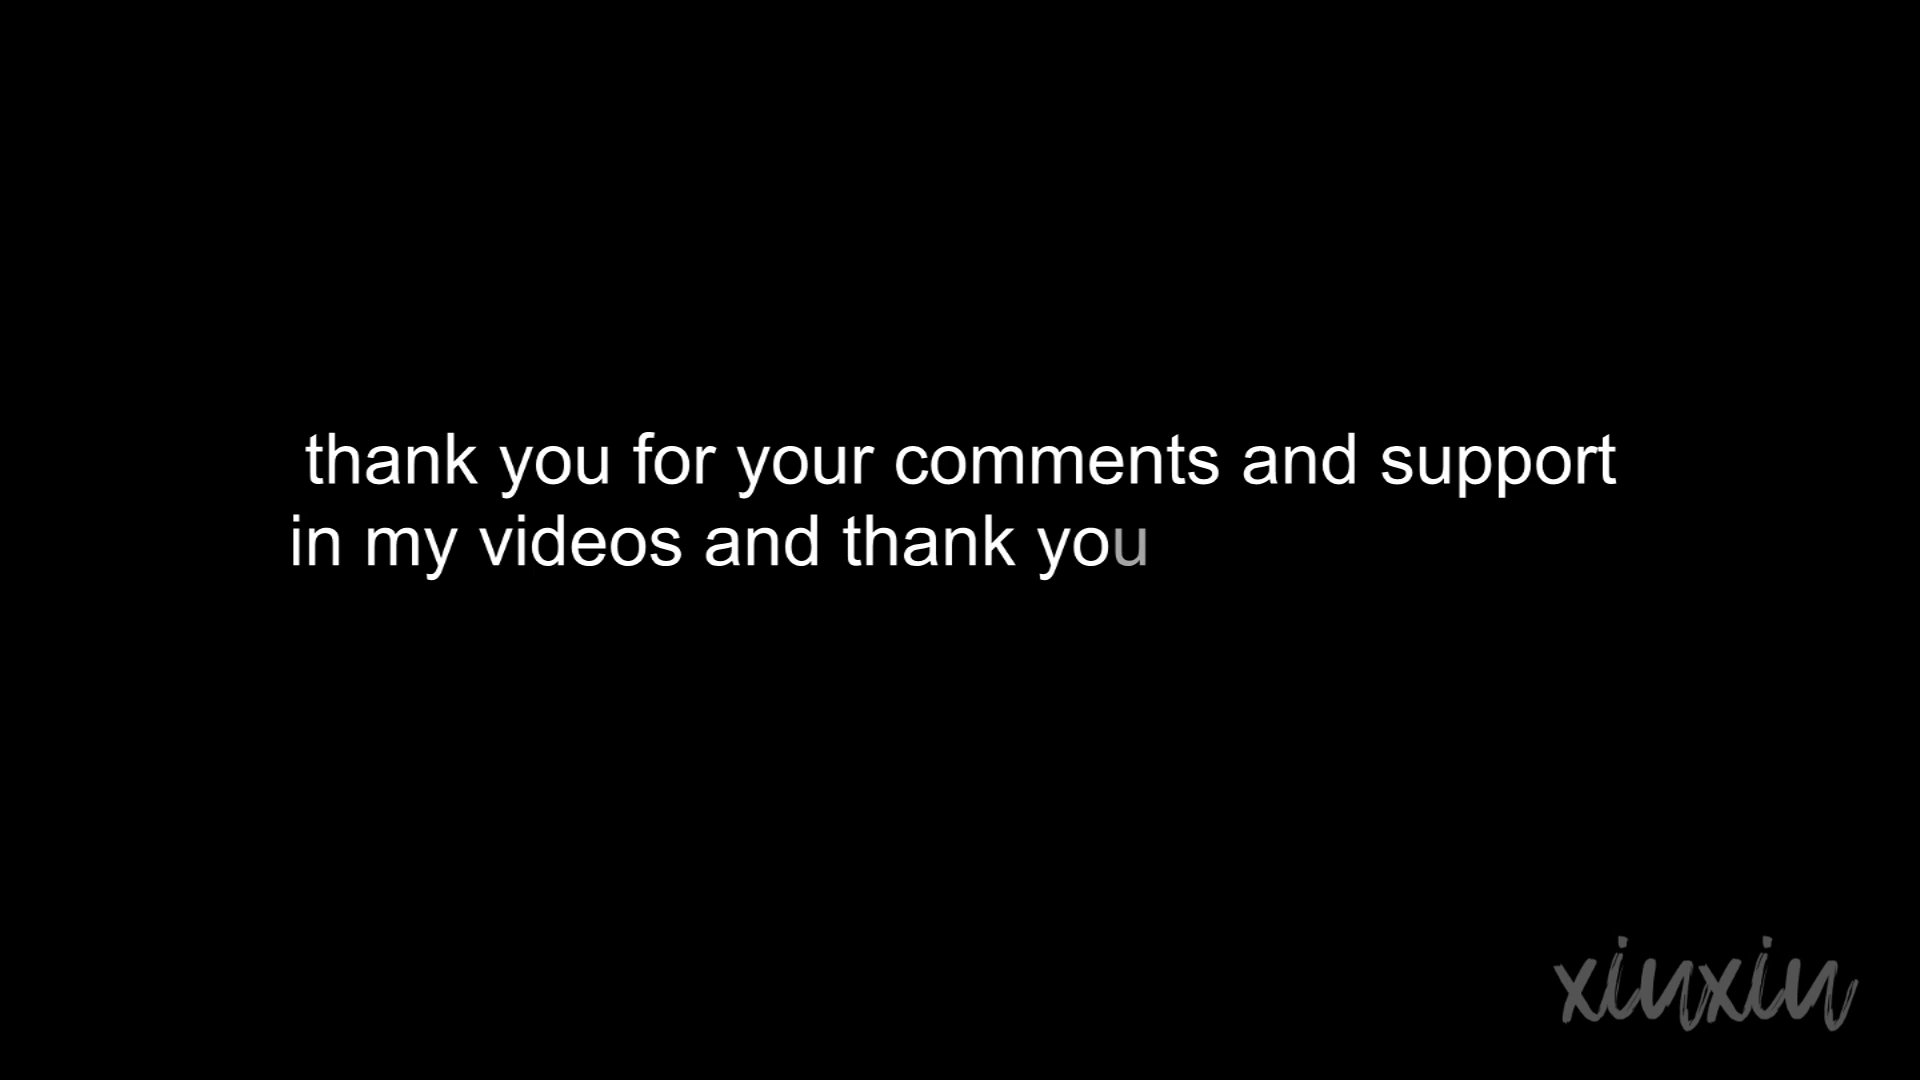 thank you for your comments and support
in my videos and thank you
xinxin